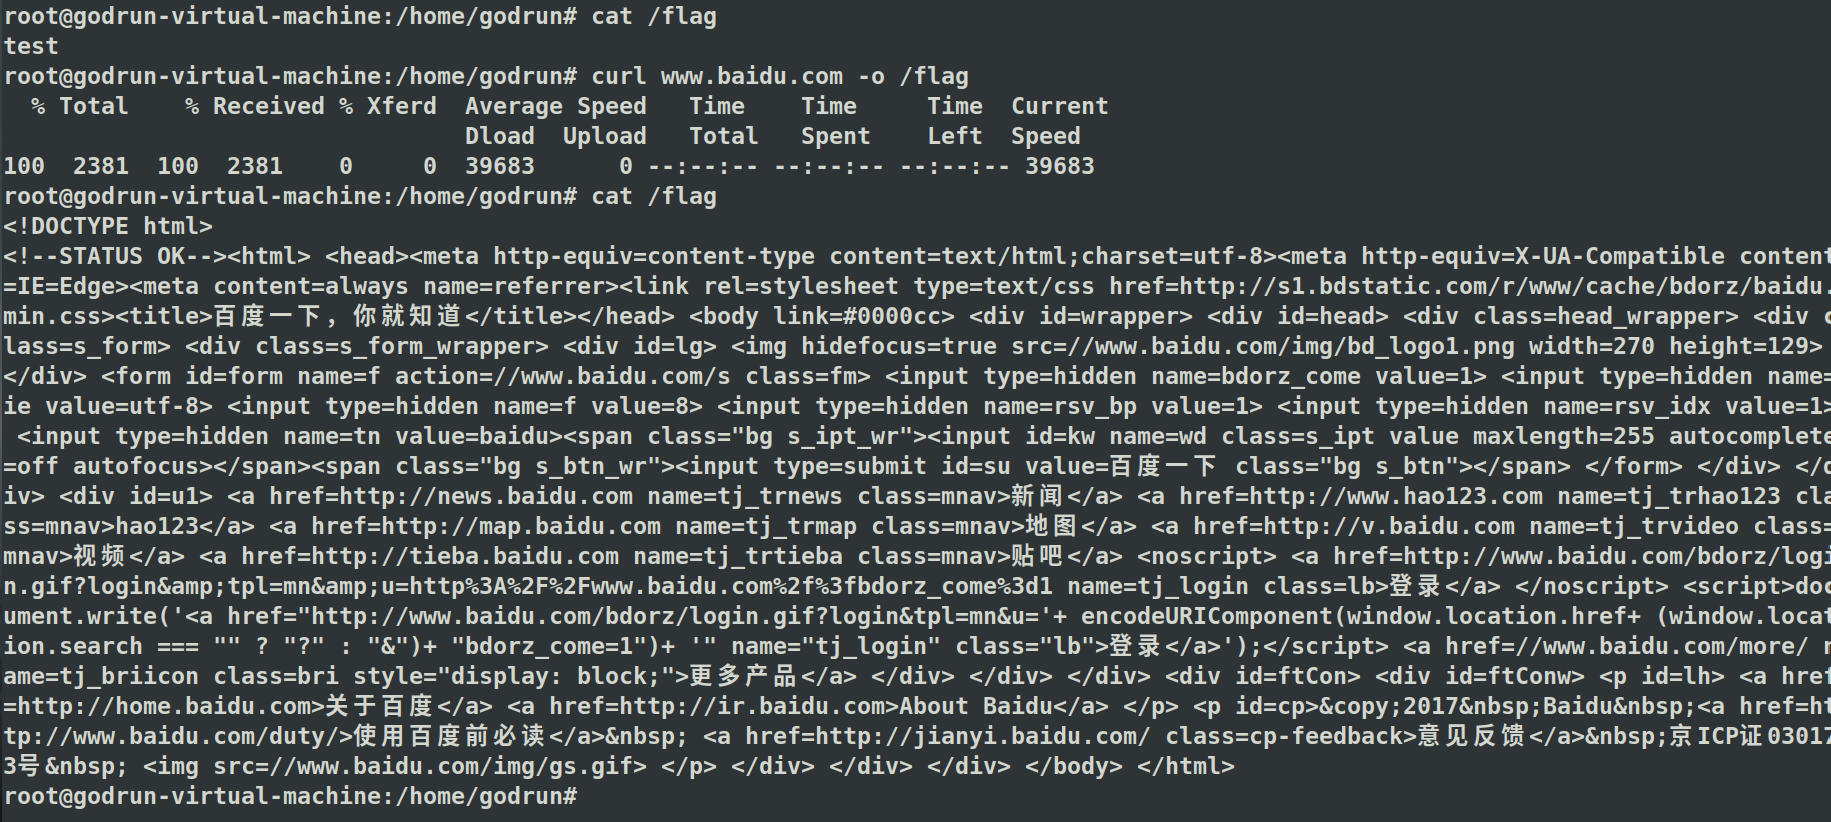 root@godrun-virtual-machine:/home/godrun# cat /flag
test
root@godrun-virtual-machine:/home/godrun# curl www.baidu.com -o /flag
  % Total    % Received % Xferd  Average Speed   Time    Time     Time  Current
                                 Dload  Upload   Total   Spent    Left  Speed
100  2381  100  2381    0     0  39683      0 --:--:-- --:--:-- --:--:-- 39683
root@godrun-virtual-machine:/home/godrun# cat /flag
<!DOCTYPE html>
<!--STATUS OK--><html> <head><meta http-equiv=content-type content=text/html;charset=utf-8><meta http-equiv=X-UA-Compatible content
=IE=Edge><meta content=always name=referrer><link rel=stylesheet type=text/css href=http://s1.bdstatic.com/r/www/cache/bdorz/baidu.
min.css><title>百度一下，你就知道</title></head> <body link=#0000cc> <div id=wrapper> <div id=head> <div class=head_wrapper> <div c
lass=s_form> <div class=s_form_wrapper> <div id=lg> <img hidefocus=true src=//www.baidu.com/img/bd_logo1.png width=270 height=129>
</div> <form id=form name=f action=//www.baidu.com/s class=fm> <input type=hidden name=bdorz_come value=1> <input type=hidden name=
ie value=utf-8> <input type=hidden name=f value=8> <input type=hidden name=rsv_bp value=1> <input type=hidden name=rsv_idx value=1>
 <input type=hidden name=tn value=baidu><span class="bg s_ipt_wr"><input id=kw name=wd class=s_ipt value maxlength=255 autocomplete
=off autofocus></span><span class="bg s_btn_wr"><input type=submit id=su value=百度一下 class="bg s_btn"></span> </form> </div> </d
iv> <div id=u1> <a href=http://news.baidu.com name=tj_trnews class=mnav>新闻</a> <a href=http://www.hao123.com name=tj_trhao123 cla
ss=mnav>hao123</a> <a href=http://map.baidu.com name=tj_trmap class=mnav>地图</a> <a href=http://v.baidu.com name=tj_trvideo class=
mnav>视频</a> <a href=http://tieba.baidu.com name=tj_trtieba class=mnav>贴吧</a> <noscript> <a href=http://www.baidu.com/bdorz/logi
n.gif?login&amp;tpl=mn&amp;u=http%3A%2F%2Fwww.baidu.com%2f%3fbdorz_come%3d1 name=tj_login class=lb>登录</a> </noscript> <script>doc
ument.write('<a href="http://www.baidu.com/bdorz/login.gif?login&tpl=mn&u='+ encodeURIComponent(window.location.href+ (window.locat
ion.search === "" ? "?" : "&")+ "bdorz_come=1")+ '" name="tj_login" class="lb">登录</a>');</script> <a href=//www.baidu.com/more/ n
ame=tj_briicon class=bri style="display: block;">更多产品</a> </div> </div> </div> <div id=ftCon> <div id=ftConw> <p id=lh> <a href
=http://home.baidu.com>关于百度</a> <a href=http://ir.baidu.com>About Baidu</a> </p> <p id=cp>&copy;2017&nbsp;Baidu&nbsp;<a href=ht
tp://www.baidu.com/duty/>使用百度前必读</a>&nbsp; <a href=http://jianyi.baidu.com/ class=cp-feedback>意见反馈</a>&nbsp;京ICP证03017
3号&nbsp; <img src=//www.baidu.com/img/gs.gif> </p> </div> </div> </div> </body> </html>
root@godrun-virtual-machine:/home/godrun#